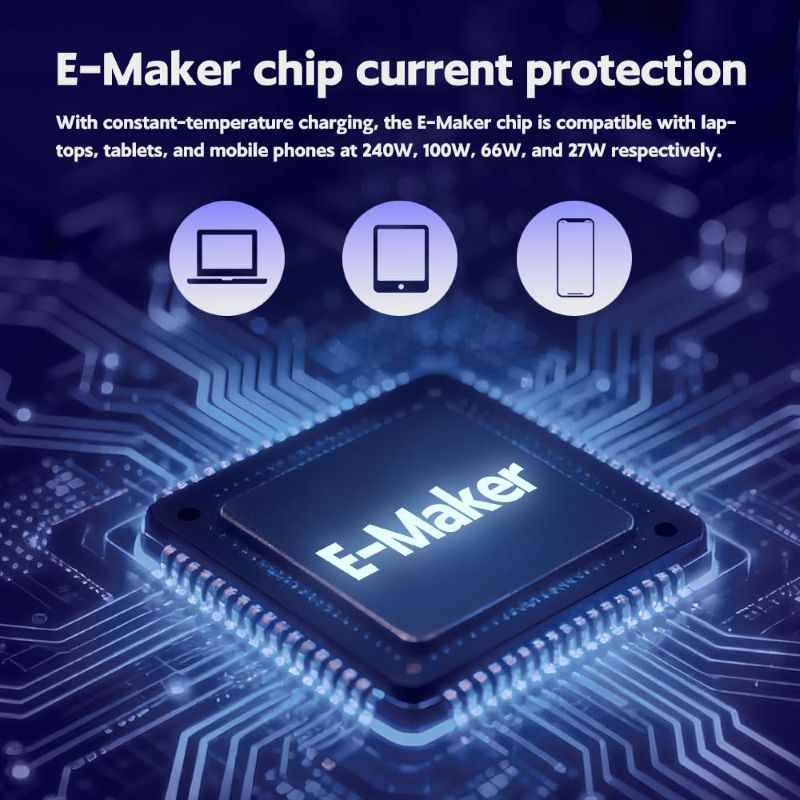 E-Maker chip current protection
With constant-temperature charging, the E-Maker chip is compatible with lap-
tops, tablets, and mobile phones at 240W, 100W, 66W, and 27W respectively.
E-Maker